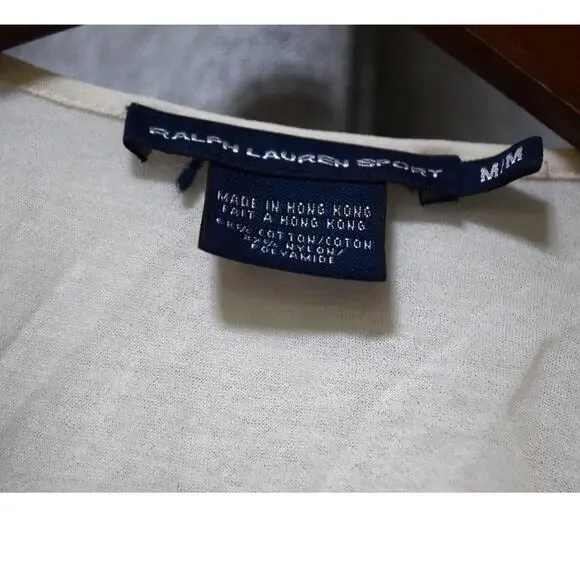 RALPH LAUREN SPORT
M/M
MADE IN HONG KONG
FAIT A HONG KONG
COTTON/COTON
NYLON/
POLYAMIDE